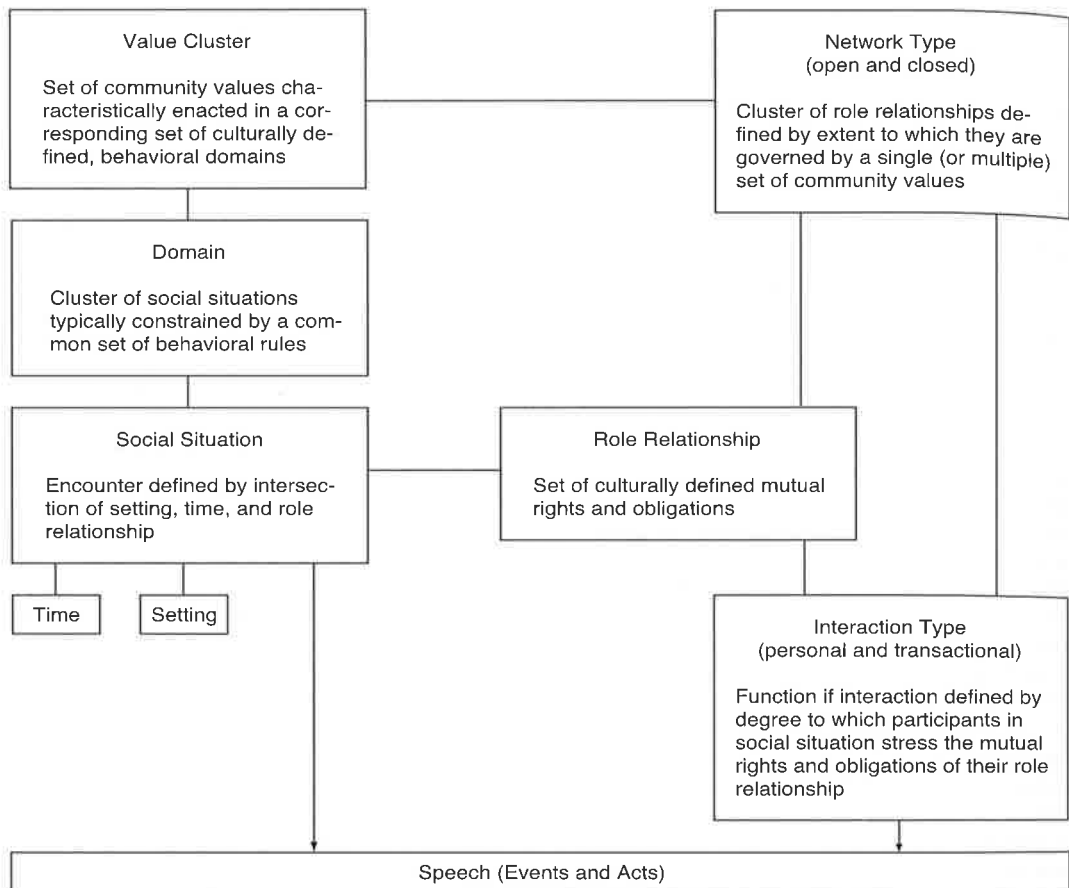 Value Cluster
Set of community values cha-
racteristically enacted in a cor-
responding set of culturally de-
fined, behavioral domains
Network Type
(open and closed)
Cluster of role relationships de-
fined by extent to which they are
governed by a single (or multiple)
set of community values
Domain
Cluster of social situations
typically constrained by a com-
mon set of behavioral rules
Social Situation
Encounter defined by intersec-
tion of setting, time, and role
relationship
Role Relationship
Set of culturally defined mutual
rights and obligations
Time
Setting
Interaction Type
(personal and transactional)
Function if interaction defined by
degree to which participants in
social situation stress the mutual
rights and obligations of their role
relationship
Speech (Events and Acts)